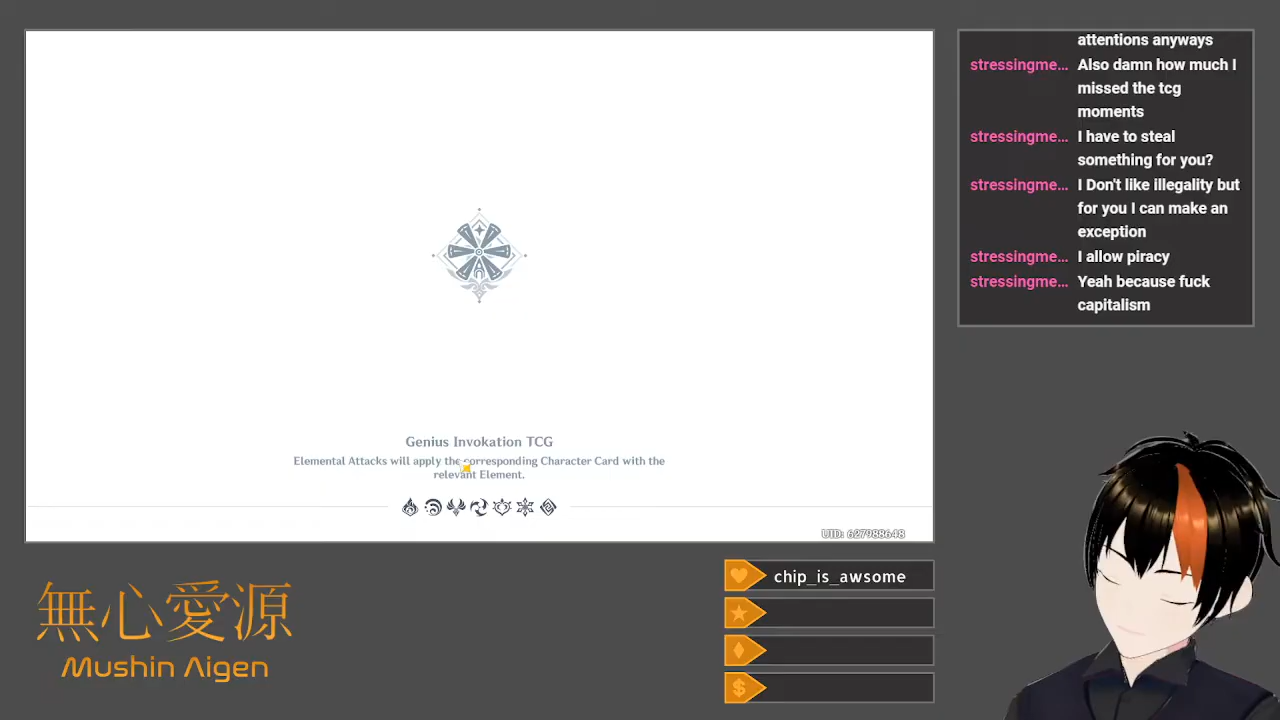 attentions anyways
stressingme... Also damn how much I
missed the tcg
moments
stressingme... I have to steal
something for you?
stressingme... I Don't like illegality but
for you I can make an
exception
stressingme... I allow piracy
stressingme... Yeah because fuck
capitalism
Genius Invokation TCG
Elemental Attacks will apply the corresponding Character Card with the
relevant Element.
UID: 627988648
chip_is_awsome
無心愛源
Mushin Aigen